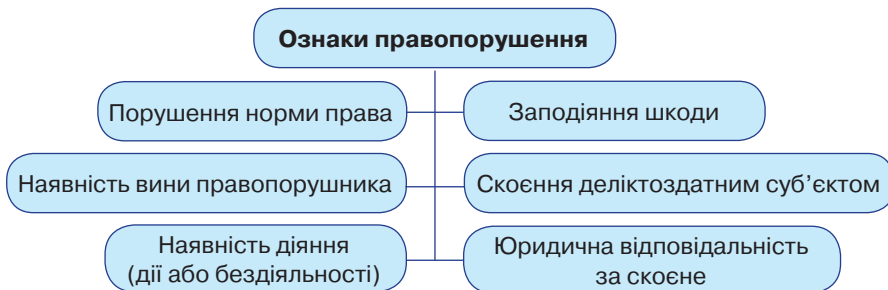 Ознаки правопорушення
Порушення норми права
Заподіяння шкоди
Наявність вини правопорушника
Скоєння деліктоздатним суб’єктом
Наявність діяння
(дії або бездіяльності)
Юридична відповідальність
за скоєне